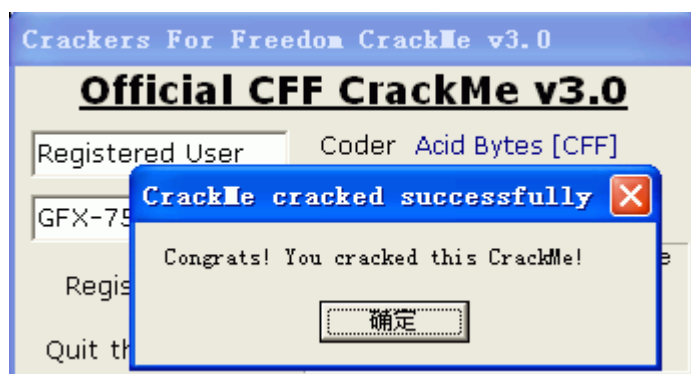 Crackers For Freedom CrackMe v3.0
Official CFF CrackMe v3.0
Registered User
Coder Acid Bytes [CFF]
GFX-75
CrackMe cracked successfully
Congrats! You cracked this CrackMe!
e
Regis
确定
Quit th